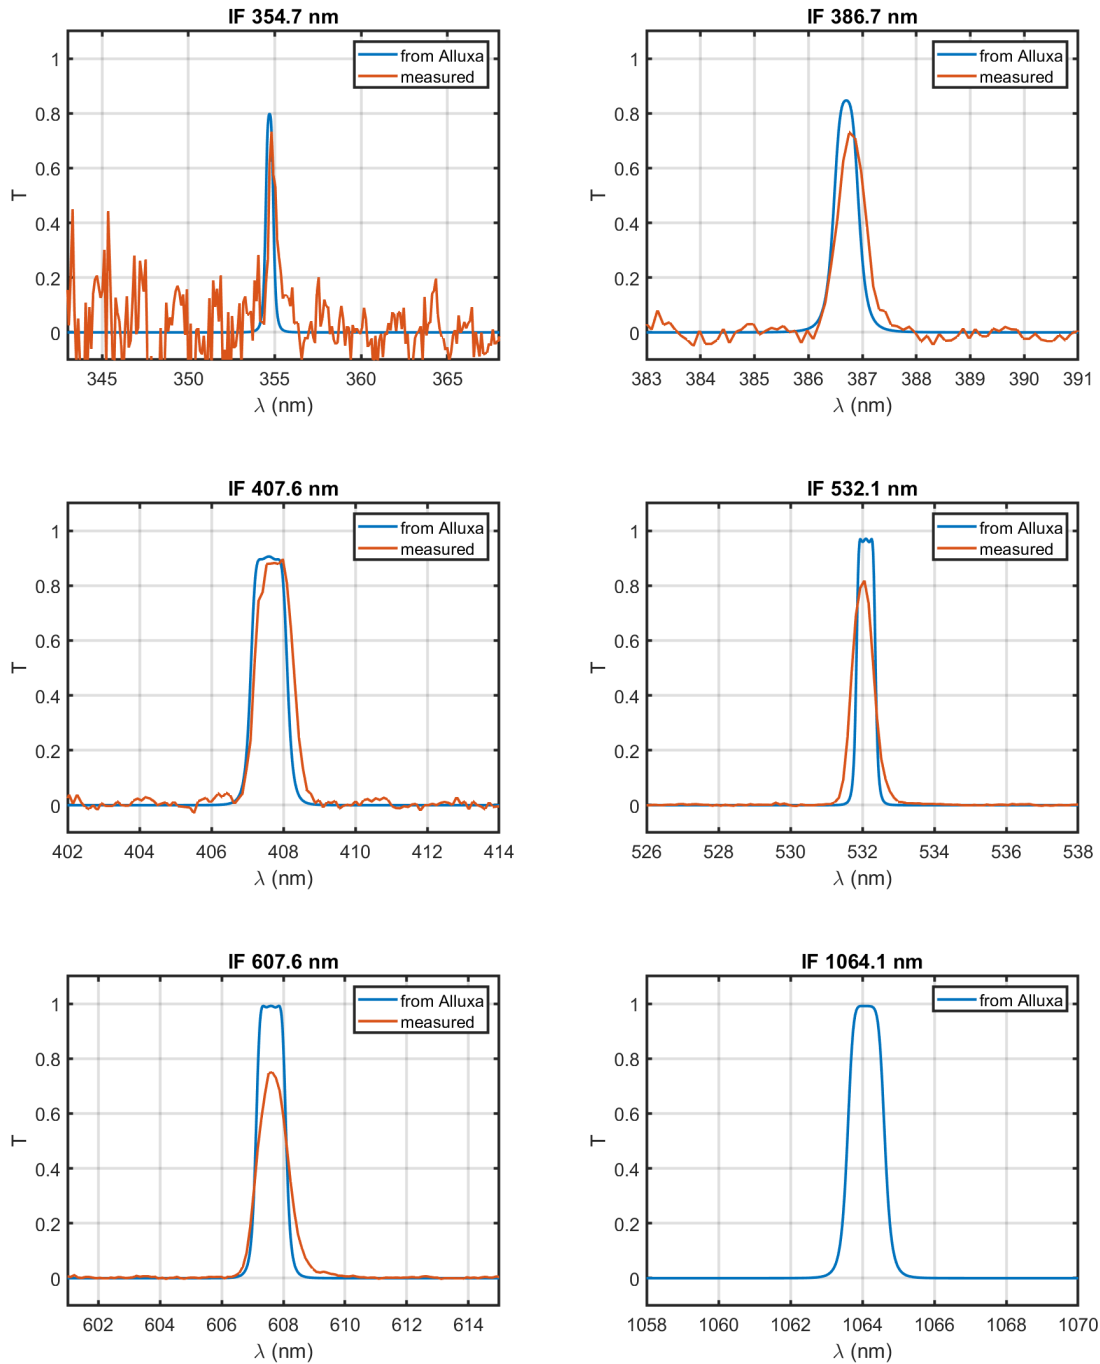 IF 354.7 nm
from Alluxa
measured
1
0.8
0.6
0.4
0.2
0
T
345 350 355 360 365
λ (nm)
IF 386.7 nm
from Alluxa
measured
1
0.8
0.6
0.4
0.2
0
T
383 384 385 386 387 388 389 390 391
λ (nm)
IF 407.6 nm
from Alluxa
measured
1
0.8
0.6
0.4
0.2
0
T
402 404 406 408 410 412 414
λ (nm)
IF 532.1 nm
from Alluxa
measured
1
0.8
0.6
0.4
0.2
0
T
526 528 530 532 534 536 538
λ (nm)
IF 607.6 nm
from Alluxa
measured
1
0.8
0.6
0.4
0.2
0
T
602 604 606 608 610 612 614
λ (nm)
IF 1064.1 nm
from Alluxa
1
0.8
0.6
0.4
0.2
0
T
1058 1060 1062 1064 1066 1068 1070
λ (nm)